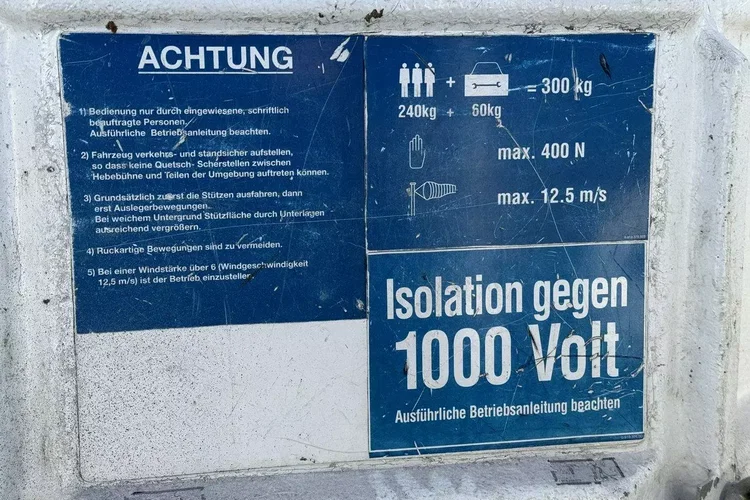 ACHTUNG
1) Bedienung nur durch eingewiesene, schriftlich
beauftragte Personen.
Ausführliche Betriebsanleitung beachten.
2) Fahrzeug verkehrs- und standsicher aufstellen,
so dass keine Quetsch- Scherstellen zwischen
Hebebühne und Teilen der Umgebung auftreten können.
3) Grundsätzlich zuerst die Stützen ausfahren, dann
erst Auslegerbewegungen.
Bei weichem Untergrund Stützfläche durch Unterlagen
ausreichend vergrößern.
4) Ruckartige Bewegungen sind zu vermeiden.
5) Bei einer Windstärke über 6 (Windgeschwindigkeit
12,5 m/s) ist der Betrieb einzustellen.
+ = 300 kg
240kg + 60kg
max. 400 N
max. 12.5 m/s
Isolation gegen
1000 Volt
Ausführliche Betriebsanleitung beachten